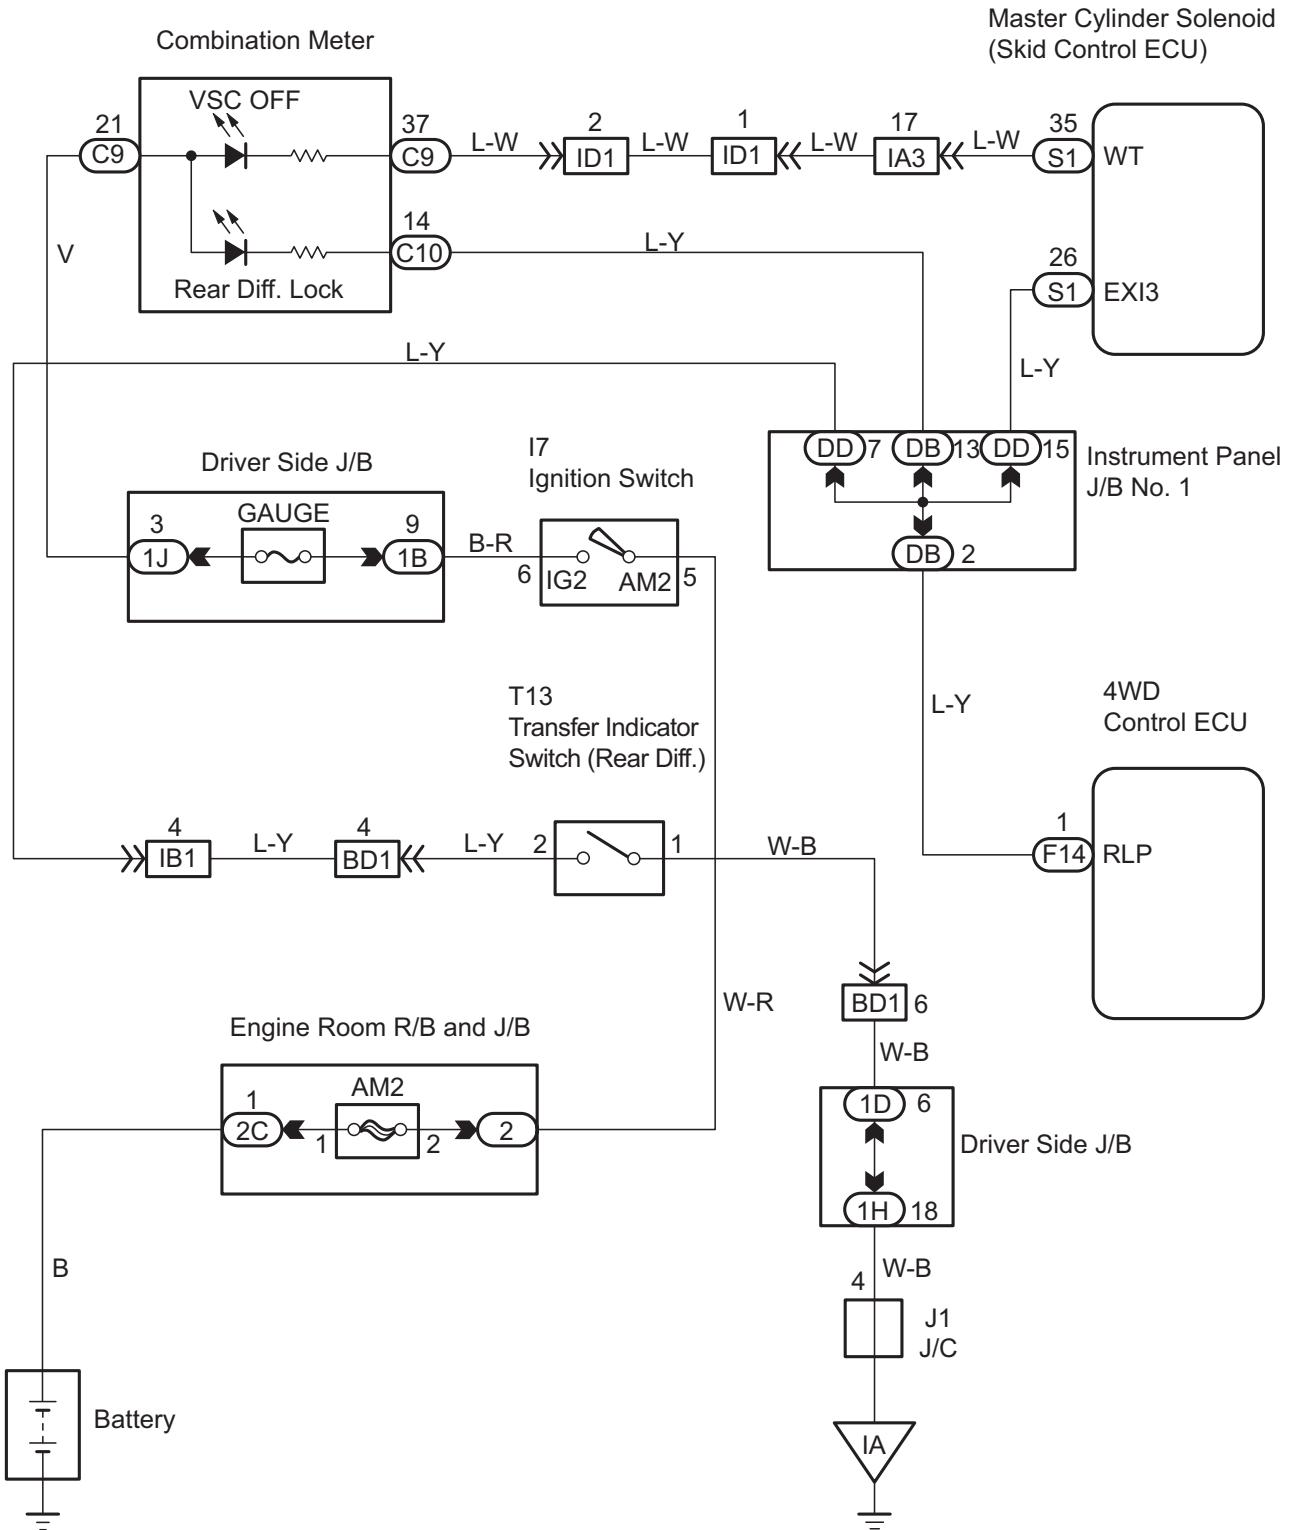 Master Cylinder Solenoid
(Skid Control ECU)
Combination Meter
VSC OFF
21
C9
37
C9
L-W
2
ID1
L-W
1
ID1
L-W
17
IA3
L-W
35
S1
WT
14
C10
L-Y
V
Rear Diff. Lock
26
S1
EXI3
L-Y
L-Y
DD
7
DB
13
DD
15
Instrument Panel
J/B No. 1
DB
2
Driver Side J/B
GAUGE
3
1J
9
1B
B-R
I7
Ignition Switch
6
IG2
AM2
5
L-Y
4WD
Control ECU
T13
Transfer Indicator
Switch (Rear Diff.)
4
IB1
L-Y
4
BD1
L-Y
2
1
W-B
1
F14
RLP
W-R
BD1
6
W-B
Engine Room R/B and J/B
AM2
1
2C
1
2
2
1D
6
Driver Side J/B
1H
18
B
W-B
4
J1
J/C
Battery
IA